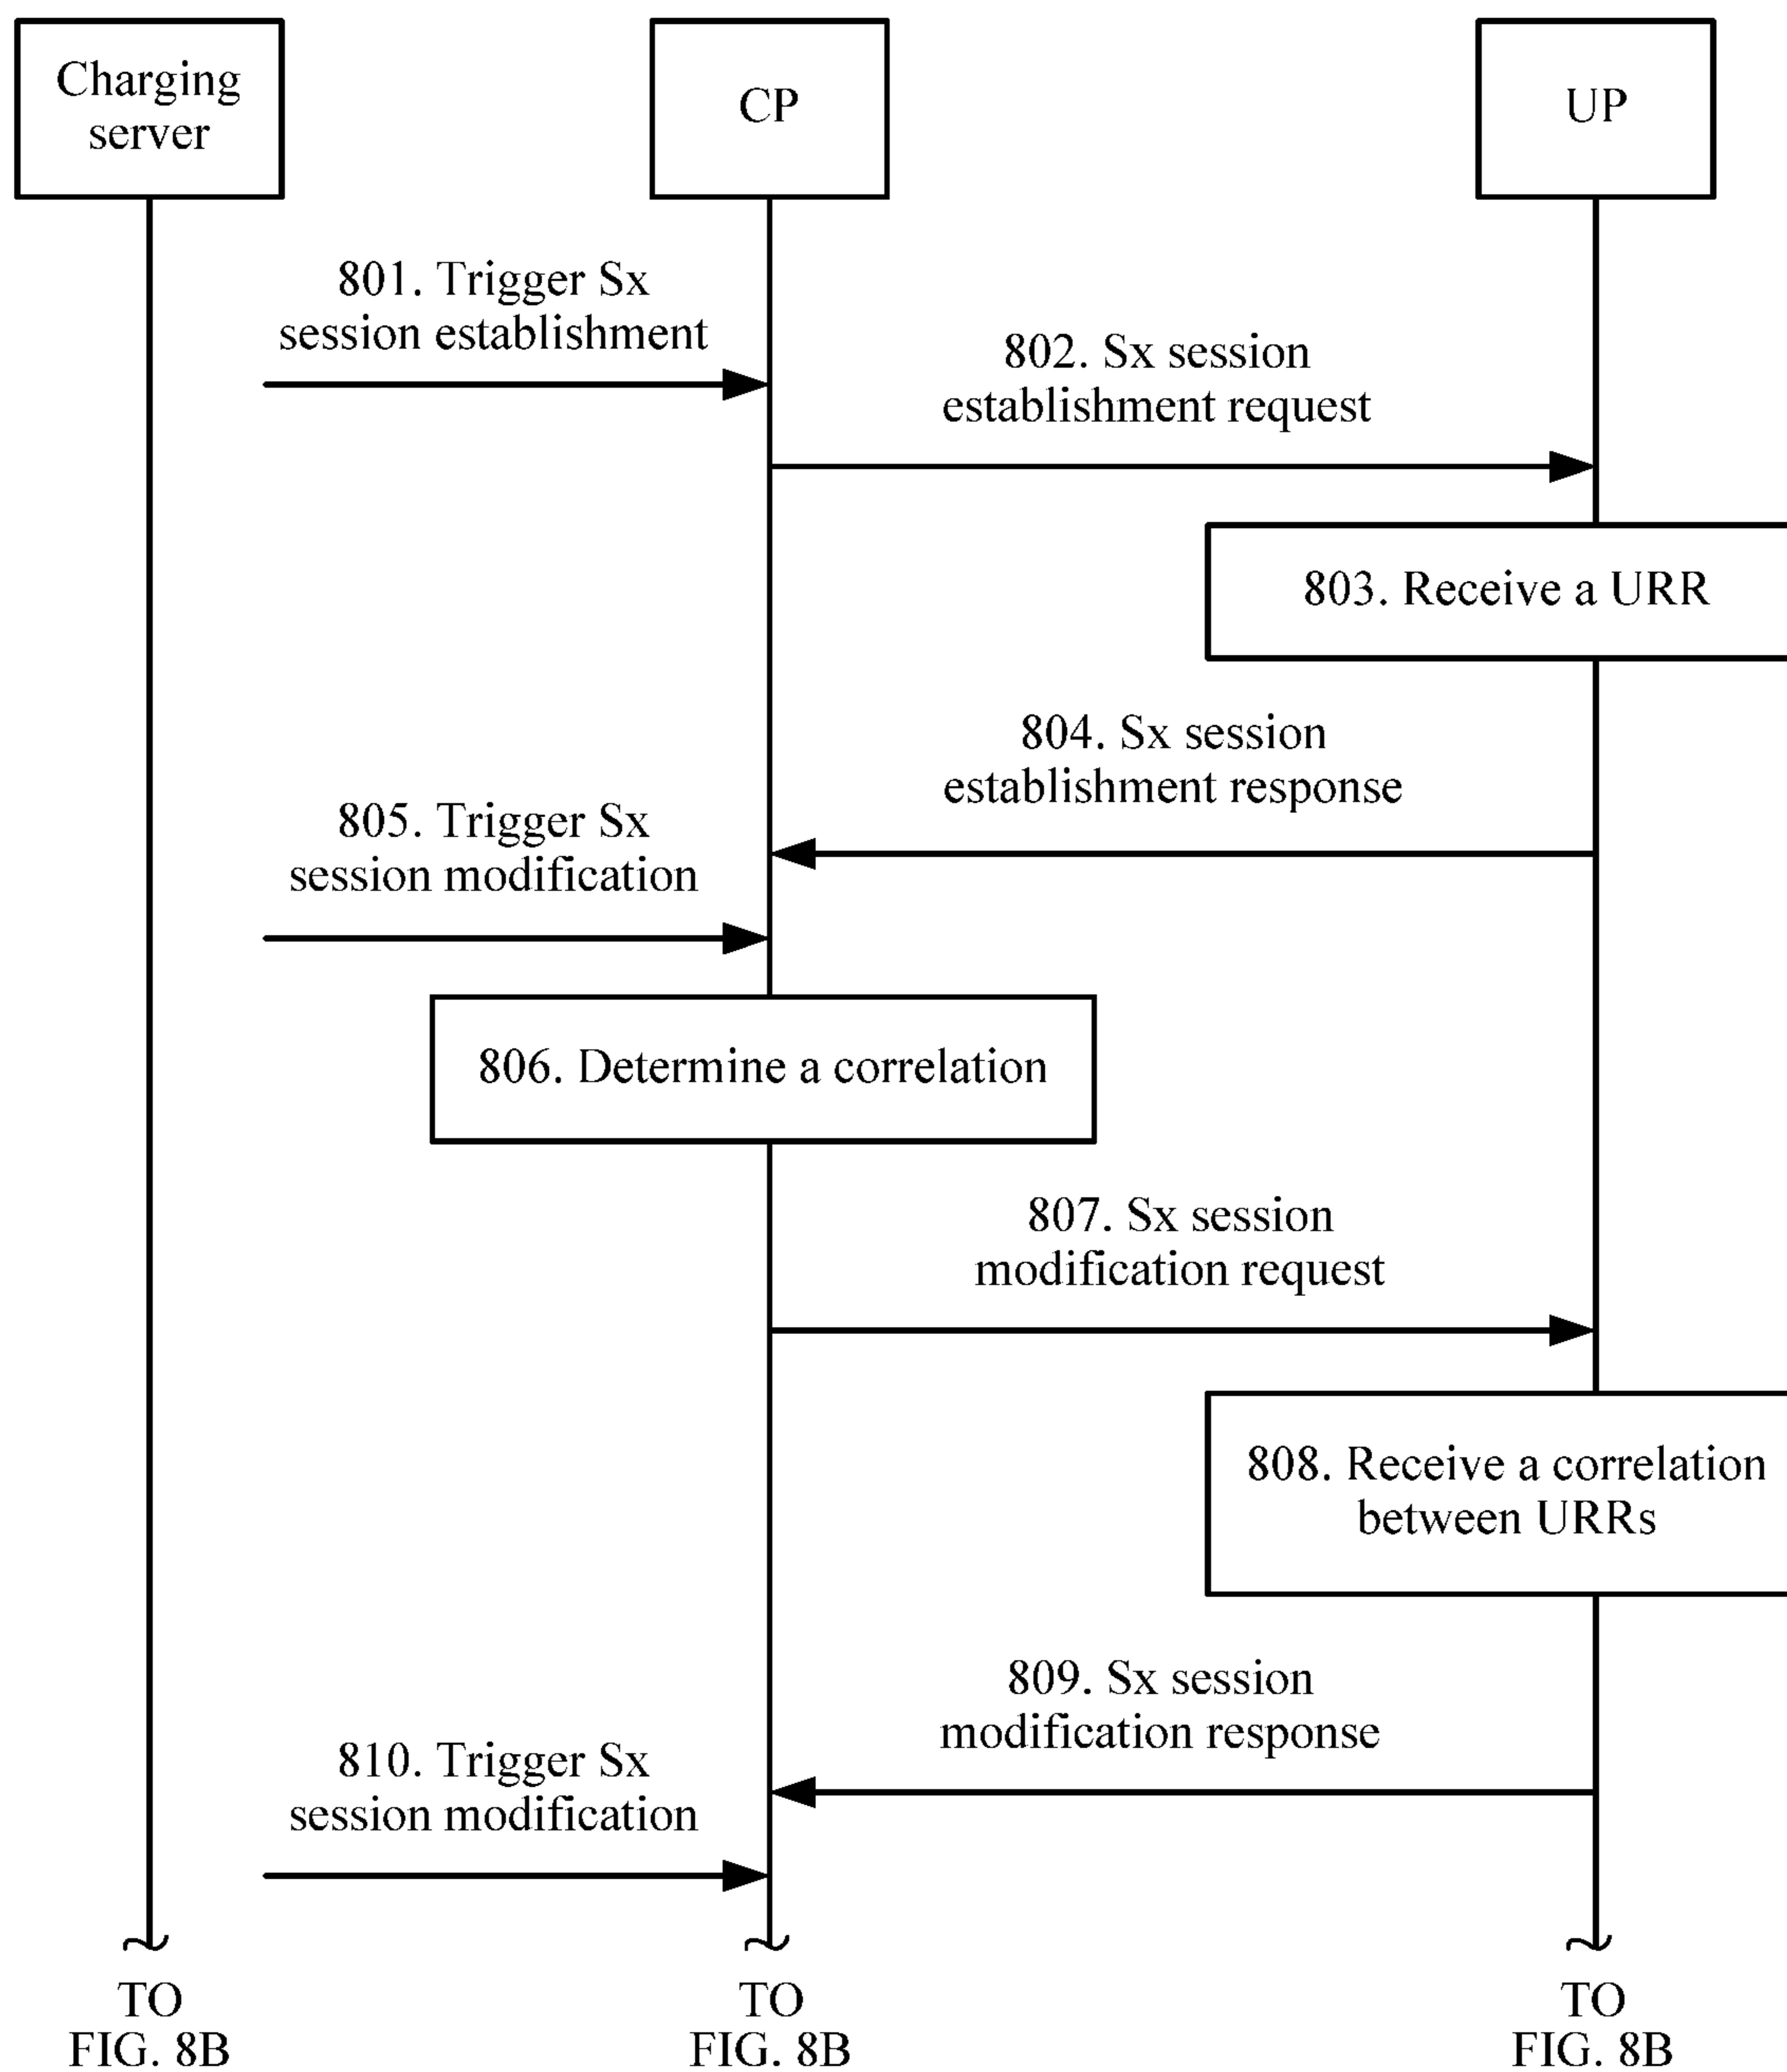 Charging
server
CP
UP
801. Trigger Sx
session establishment
802. Sx session
establishment request
803. Receive a URR
804. Sx session
establishment response
805. Trigger Sx
session modification
806. Determine a correlation
807. Sx session
modification request
808. Receive a correlation
between URRs
809. Sx session
modification response
810. Trigger Sx
session modification
TO
FIG. 8B
TO
FIG. 8B
TO
FIG. 8B